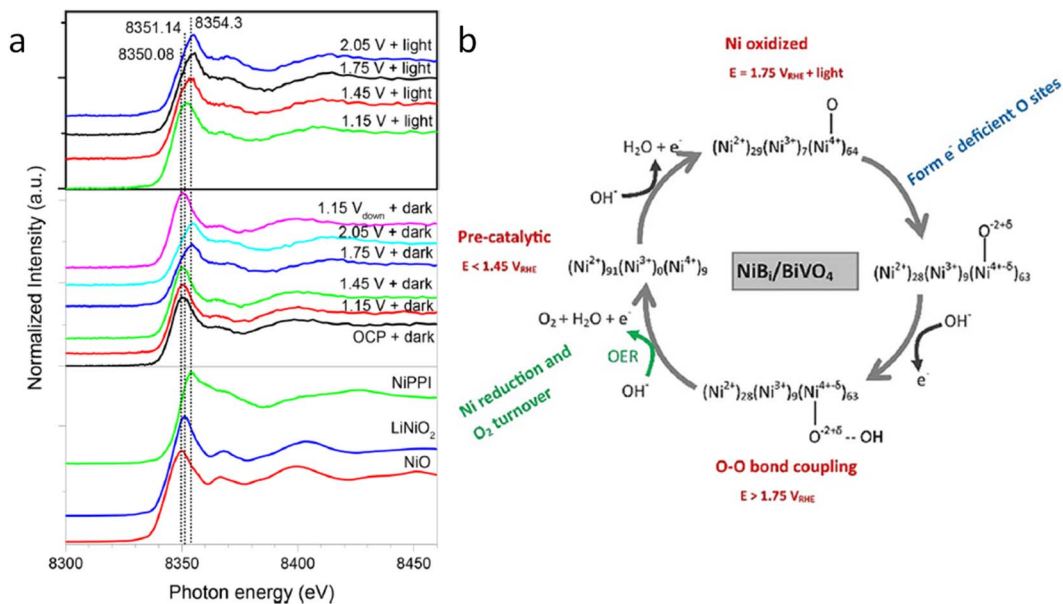 a
8351.14
8354.3
8350.08
2.05 V + light
1.75 V + light
1.45 V + light
1.15 V + light
1.15 V_down + dark
2.05 V + dark
1.75 V + dark
1.45 V + dark
1.15 V + dark
OCP + dark
NiPPI
LiNiO₂
NiO
Normalized Intensity (a.u.)
8300
8350
8400
8450
Photon energy (eV)
b
Ni oxidized
E = 1.75 V_RHE + light
O
(Ni²⁺)₂₉(Ni³⁺)₇(Ni⁴⁺)₆₄
H₂O + e⁻
OH⁻
Form e⁻ deficient O sites
Pre-catalytic
E < 1.45 V_RHE
(Ni²⁺)₉₁(Ni³⁺)₀(Ni⁴⁺)₉
NiBᵢ/BiVO₄
O⁻²⁺ᵟ
(Ni²⁺)₂₈(Ni³⁺)₉(Ni⁴⁺⁻ᵟ)₆₃
O₂ + H₂O + e⁻
OER
OH⁻
OH⁻
e⁻
Ni reduction and
O₂ turnover
(Ni²⁺)₂₈(Ni³⁺)₉(Ni⁴⁺⁻ᵟ)₆₃
O⁻²⁺ᵟ -- OH
O-O bond coupling
E > 1.75 V_RHE